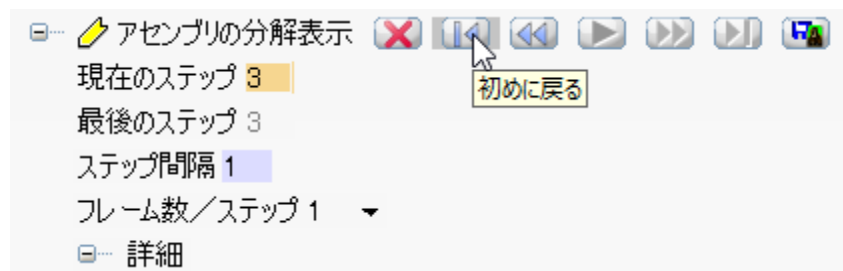 アセンブリの分解表示
現在のステップ 3
初めに戻る
最後のステップ 3
ステップ間隔 1
フレーム数／ステップ 1
詳細